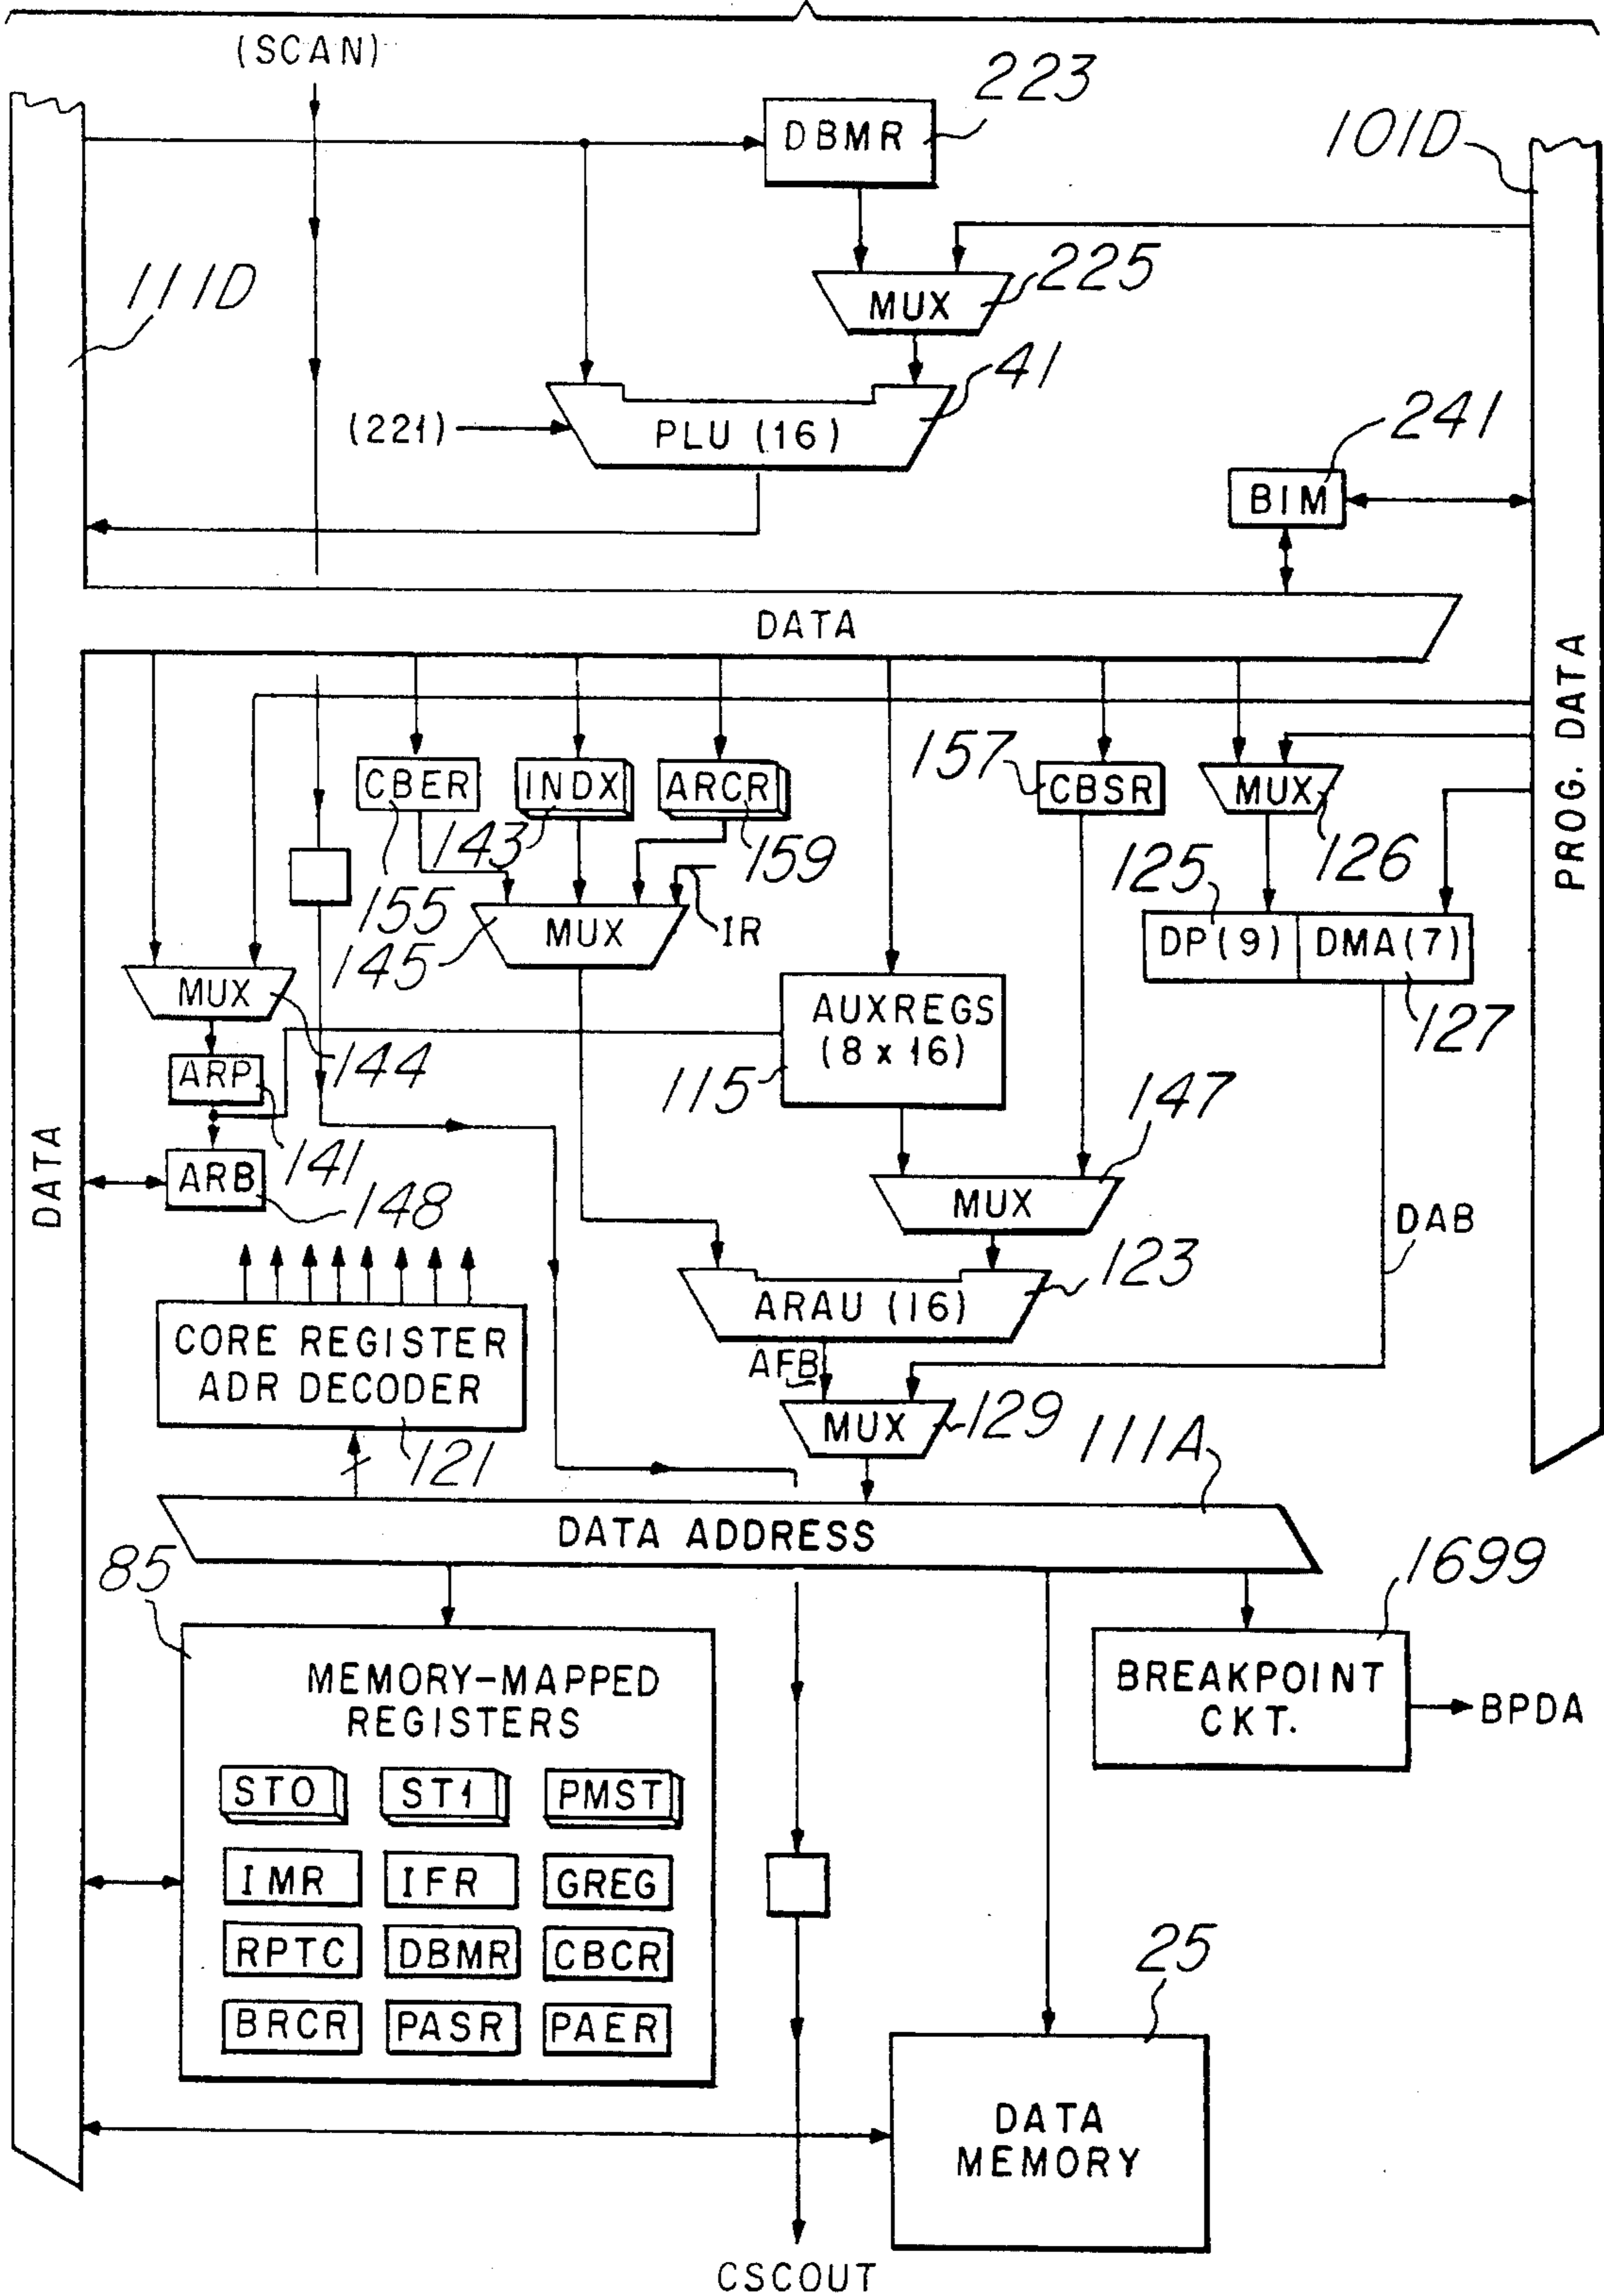 (SCAN)
223
DBMR
101D
111D
225
MUX
41
(221)
PLU (16)
241
BIM
DATA
PROG. DATA
CBER
INDX
ARCR
157
CBSR
MUX
143
159
126
155
125
IR
MUX
145
DP(9)
DMA(7)
MUX
AUXREGS
(8 x 16)
127
144
ARP
115
147
DATA
141
ARB
148
MUX
DAB
123
ARAU (16)
CORE REGISTER
ADR DECODER
AFB
MUX
129
111A
121
DATA ADDRESS
85
1699
MEMORY-MAPPED
REGISTERS
BREAKPOINT
CKT.
BPDA
STO
ST1
PMST
IMR
IFR
GREG
RPTC
DBMR
CBCR
25
BRCR
PASR
PAER
DATA
MEMORY
CSCOUT